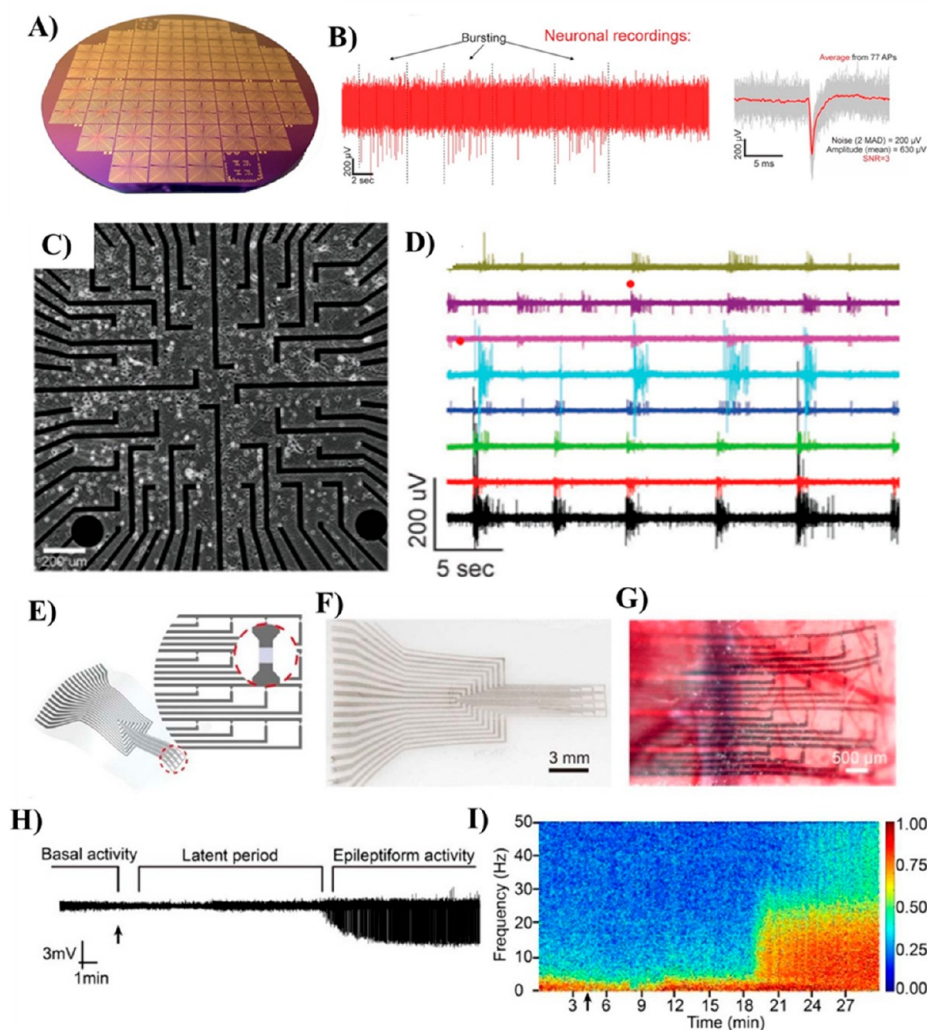 A)
B)
Bursting
Neuronal recordings:
200 μV
2 sec
Average from 77 APs
Noise (2 MAD) = 200 μV
Amplitude (mean) = 630 μV
SNR=3
200 μV
5 ms
C)
200 um
D)
200 uV
5 sec
E)
F)
3 mm
G)
500 μm
H)
Basal activity
Latent period
Epileptiform activity
3mV
1min
I)
Frequency (Hz)
50
40
30
20
10
0
3 6 9 12 15 18 21 24 27
Time (min)
1.00
0.75
0.50
0.25
0.00